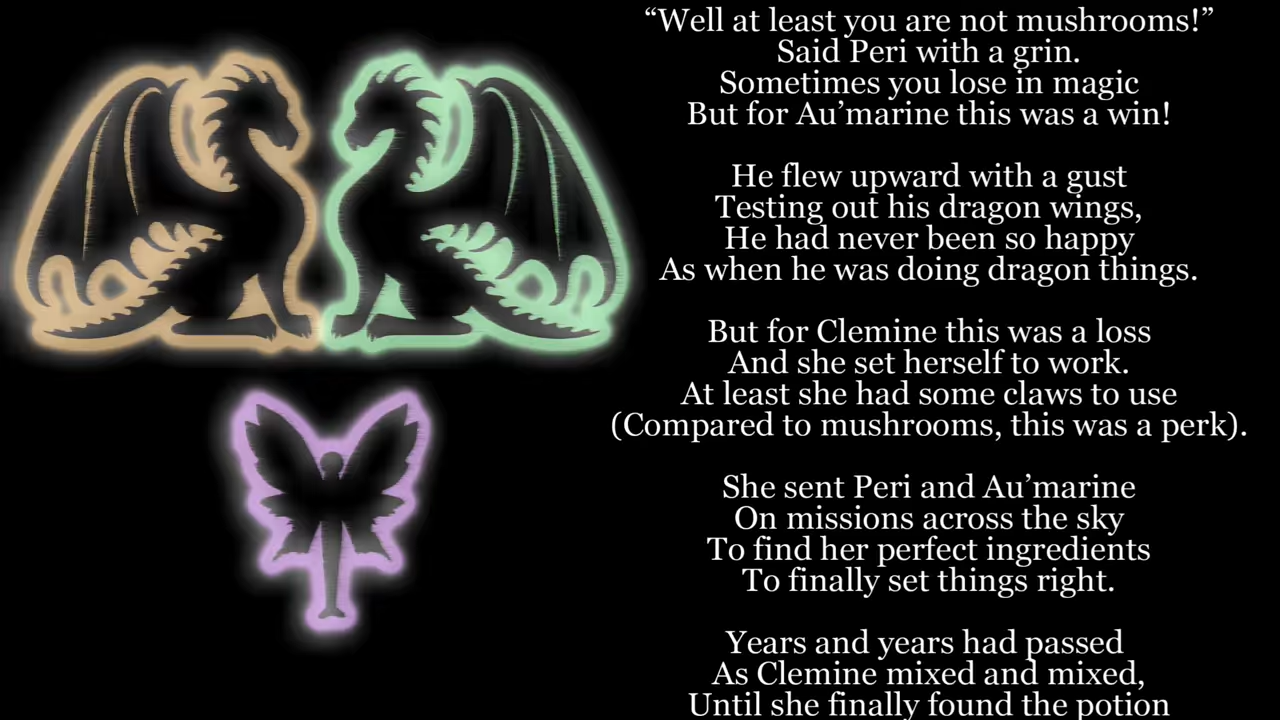 “Well at least you are not mushrooms!”
Said Peri with a grin.
Sometimes you lose in magic
But for Au’marine this was a win!
He flew upward with a gust
Testing out his dragon wings,
He had never been so happy
As when he was doing dragon things.
But for Clemine this was a loss
And she set herself to work.
At least she had some claws to use
(Compared to mushrooms, this was a perk).
She sent Peri and Au’marine
On missions across the sky
To find her perfect ingredients
To finally set things right.
Years and years had passed
As Clemine mixed and mixed,
Until she finally found the potion